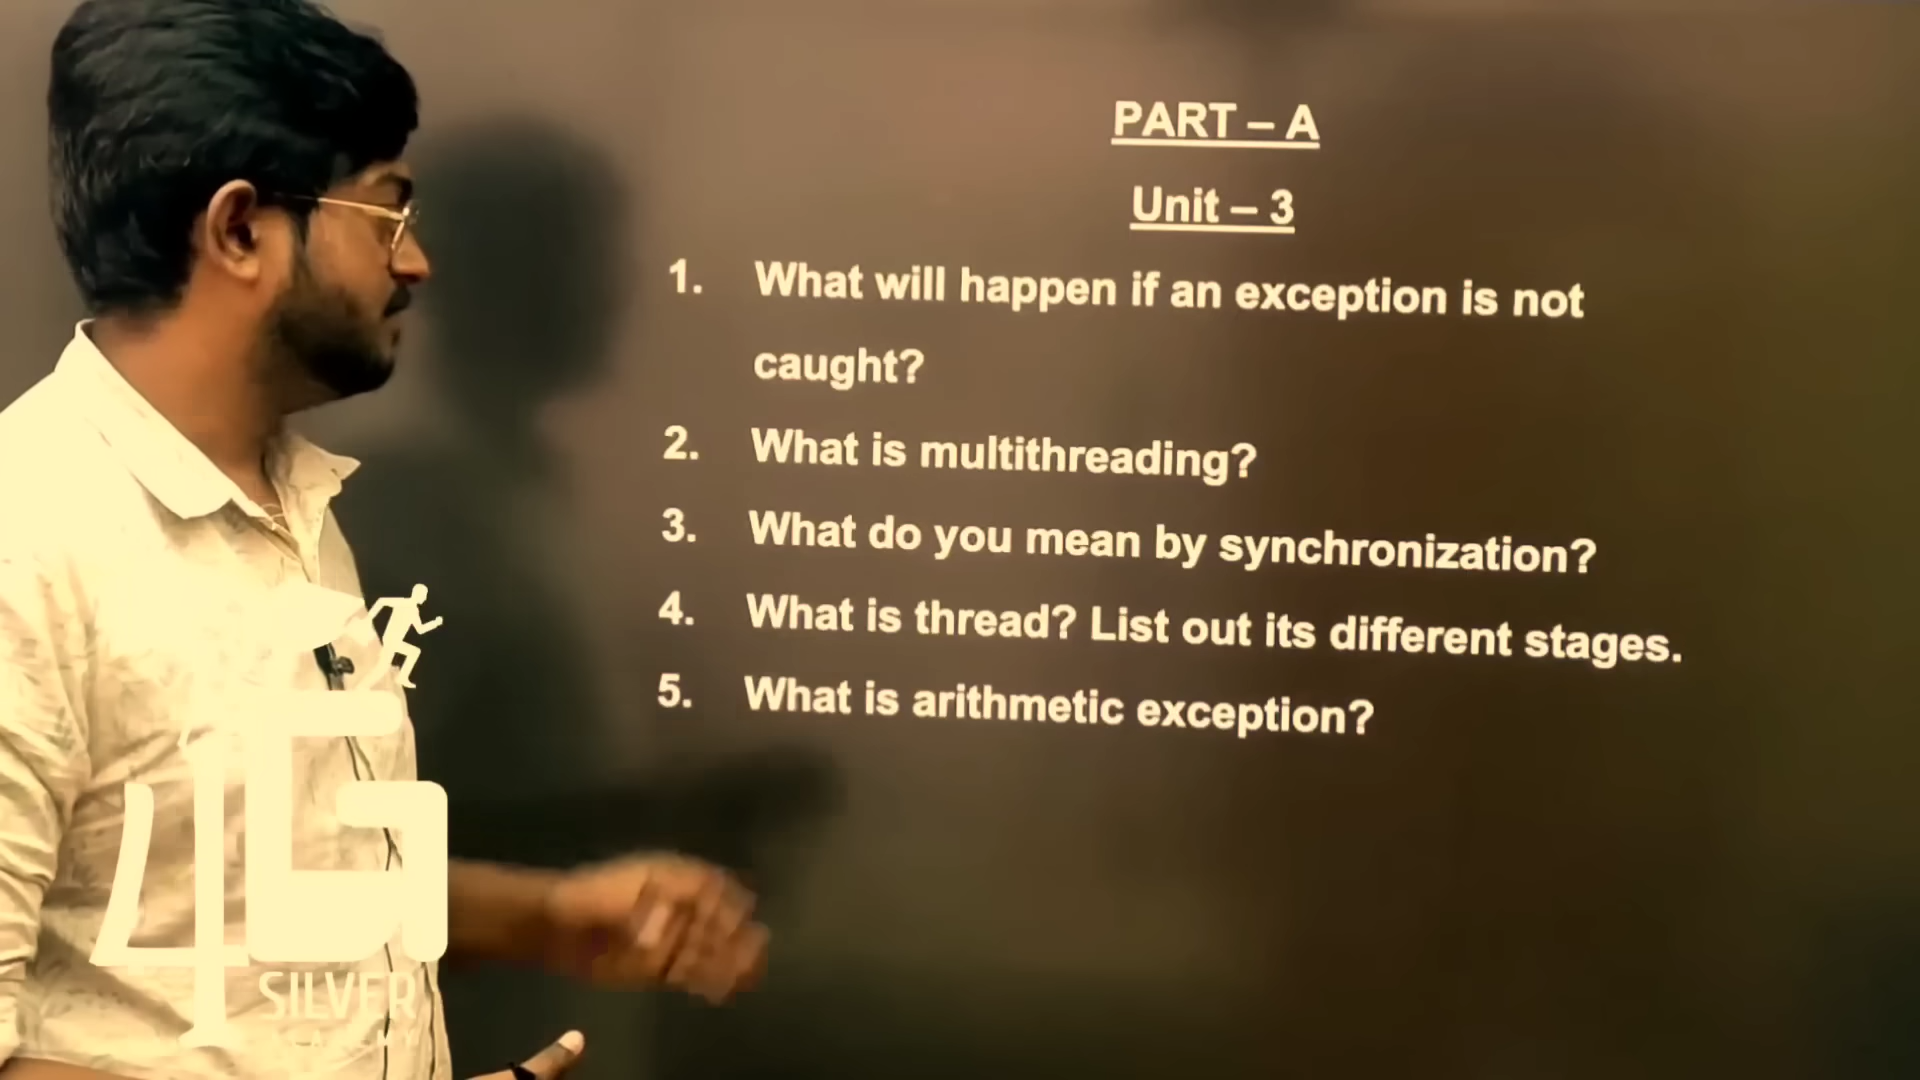 PART – A
Unit – 3
1. What will happen if an exception is not
caught?
2. What is multithreading?
3. What do you mean by synchronization?
4. What is thread? List out its different stages.
5. What is arithmetic exception?
4G
SILVER